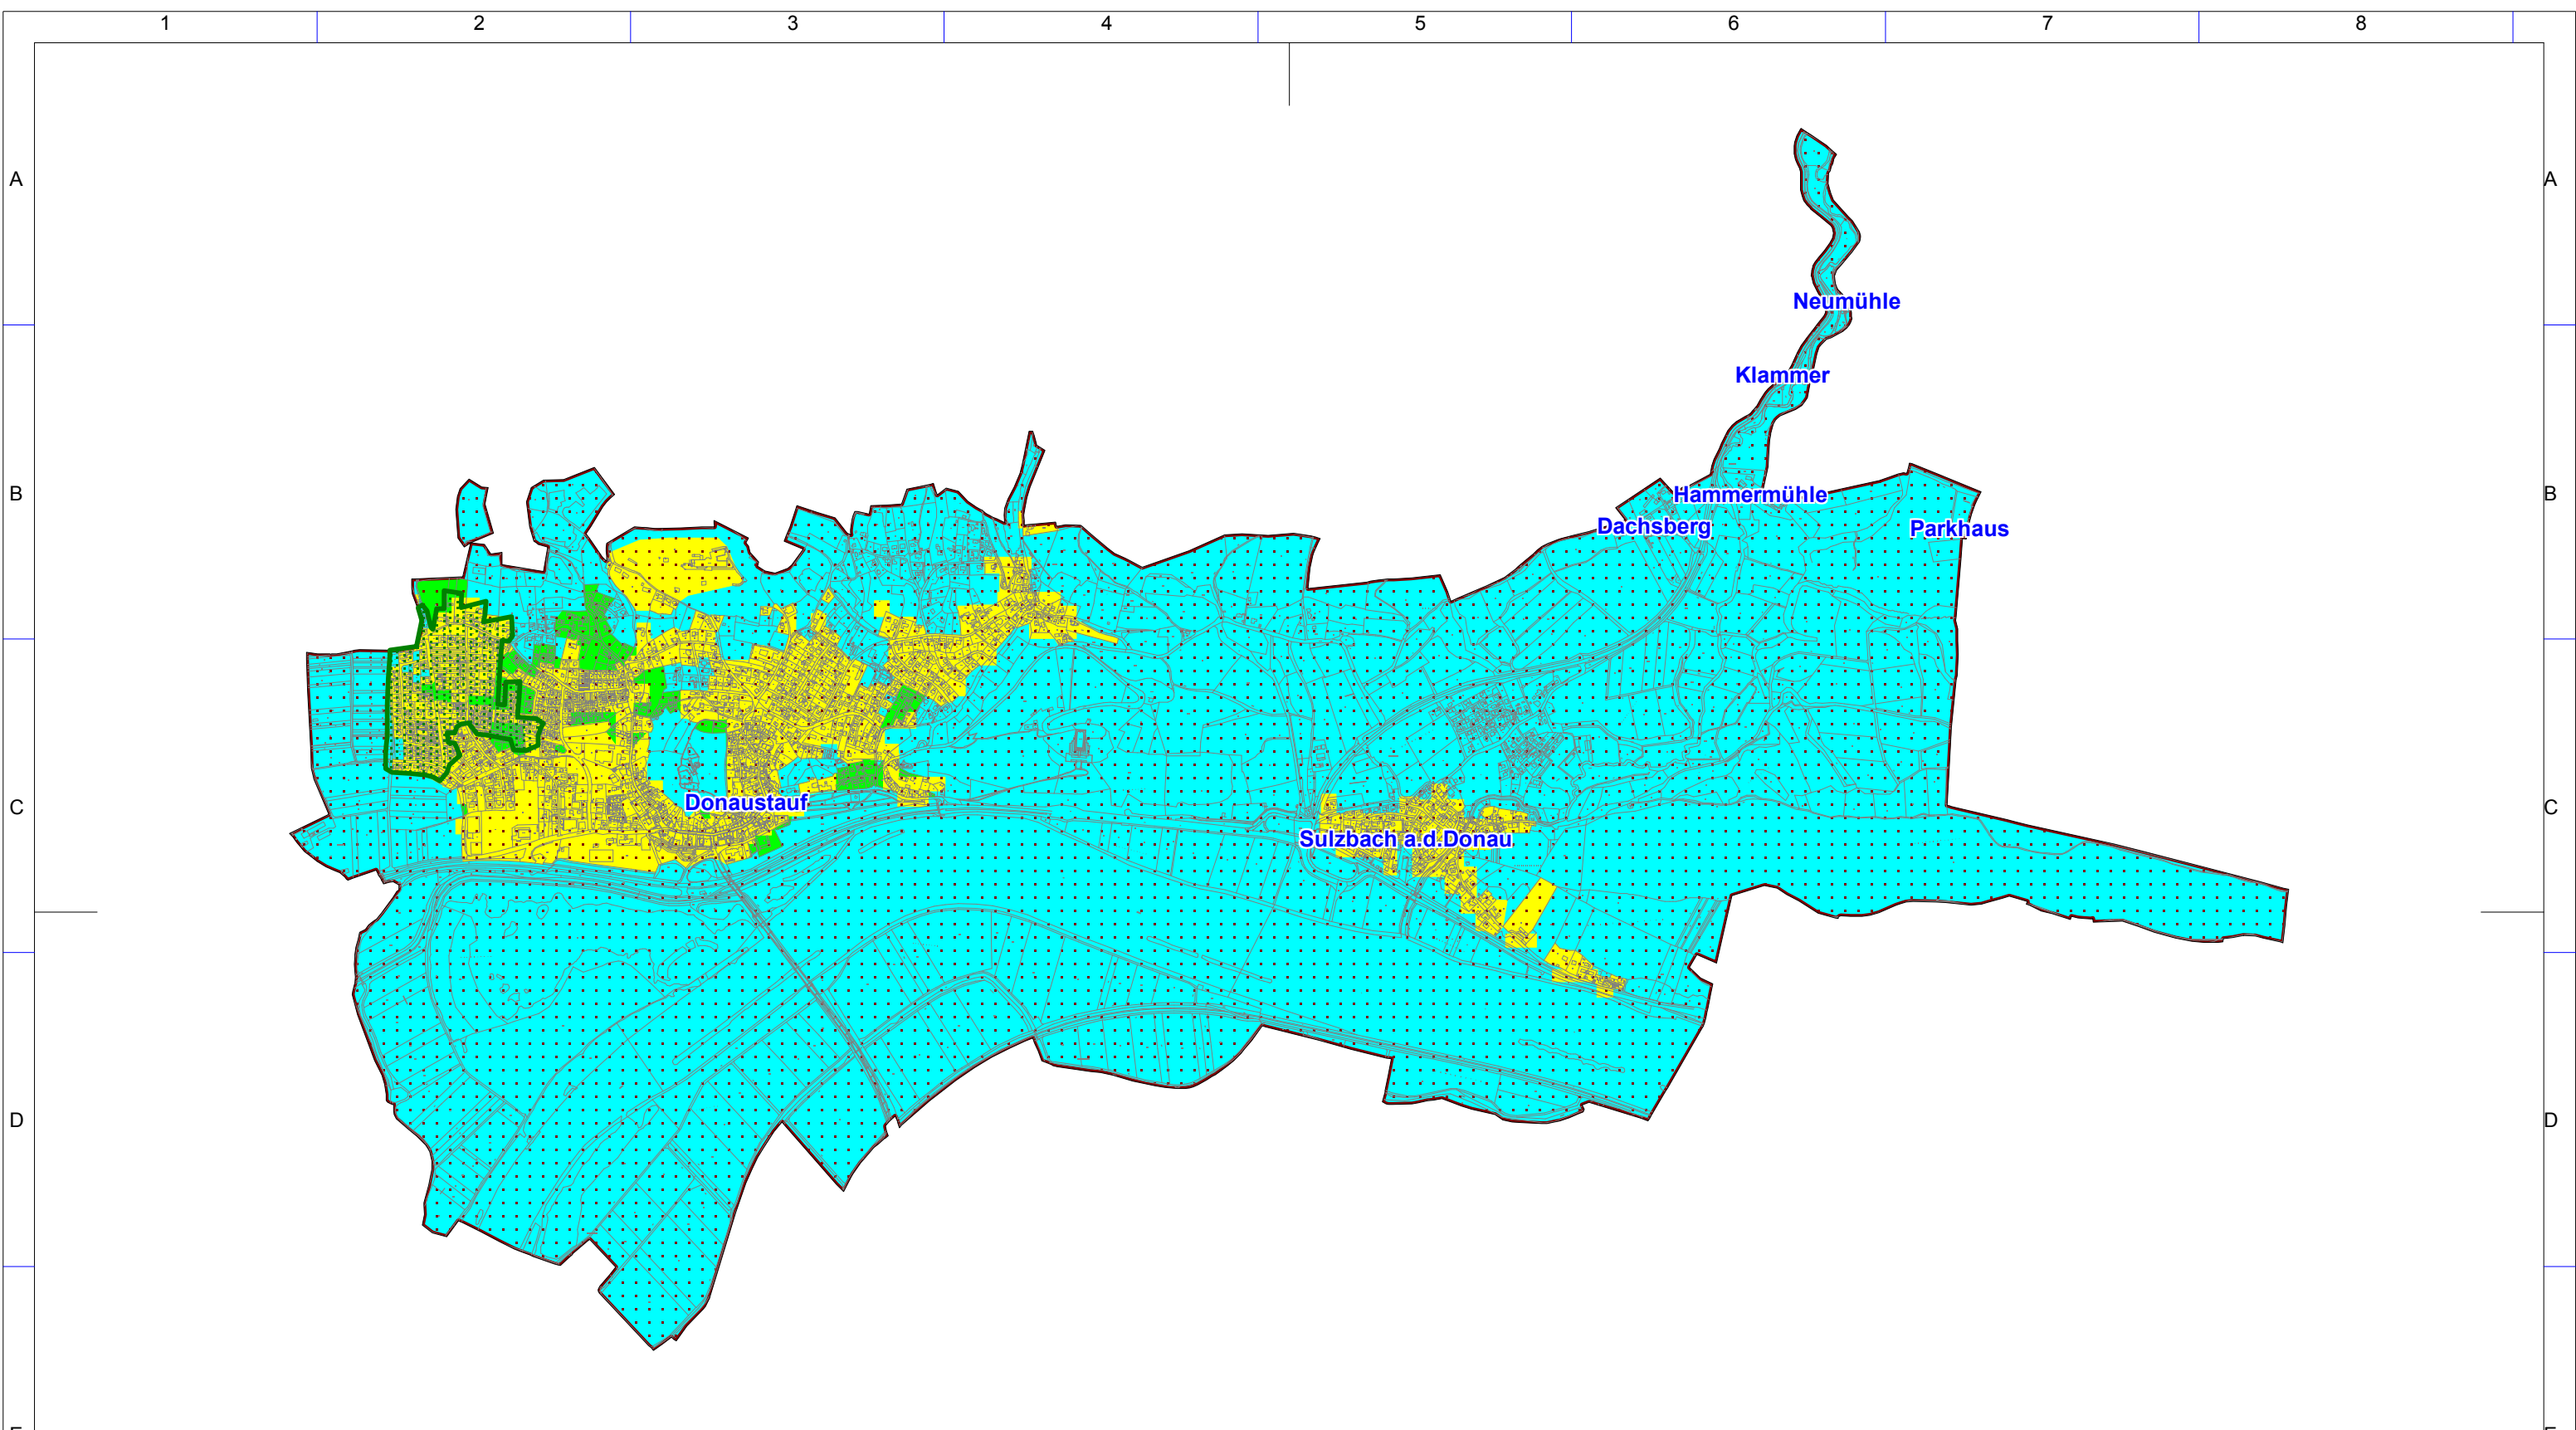 1 2 3 4 5 6 7 8
A A
Neumühle
Klammer
B B
Hammermühle
Dachsberg Parkhaus
Donaustauf
C C
Sulzbach a.d.Donau
D D